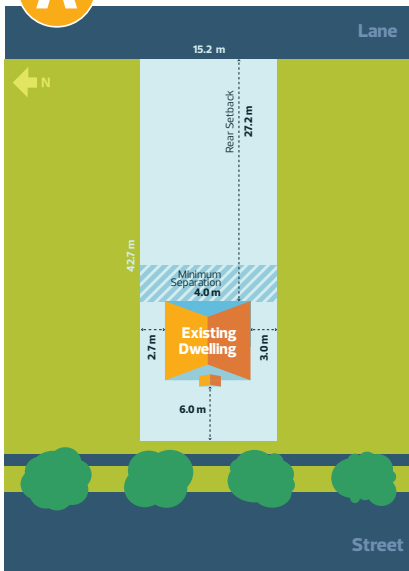 A
Lane
15.2 m
N
Rear Setback
27.2 m
42.7 m
Minimum
Separation
4.0 m
Existing
Dwelling
2.7 m
3.0 m
6.0 m
Street